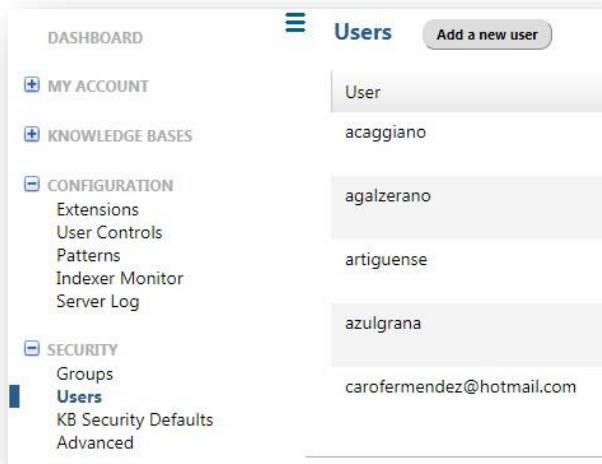 DASHBOARD
MY ACCOUNT
KNOWLEDGE BASES
CONFIGURATION
Extensions
User Controls
Patterns
Indexer Monitor
Server Log
SECURITY
Groups
Users
KB Security Defaults
Advanced
Users
Add a new user
User
acaggiano
agalzerano
artiguense
azulgrana
carofermendez@hotmail.com